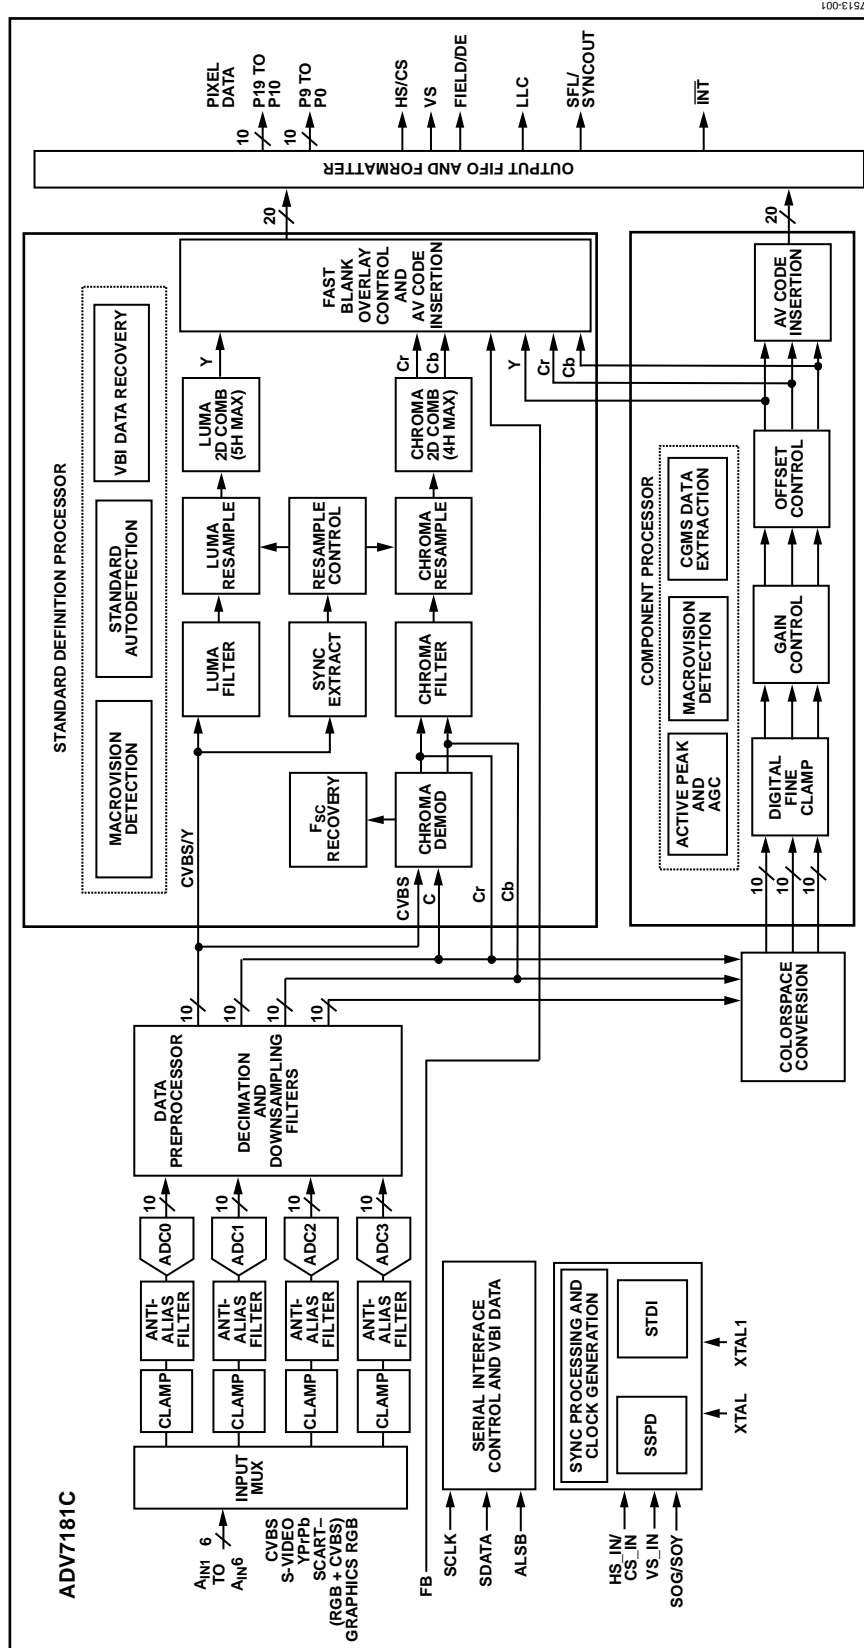 ADV7181C
A_IN1
TO
A_IN6
6
CVBS
S-VIDEO
YPrPb
SCART–
(RGB + CVBS)
GRAPHICS RGB
INPUT
MUX
CLAMP
CLAMP
CLAMP
CLAMP
ANTI-
ALIAS
FILTER
ANTI-
ALIAS
FILTER
ANTI-
ALIAS
FILTER
ANTI-
ALIAS
FILTER
ADC0
ADC1
ADC2
ADC3
10
10
10
10
DATA
PREPROCESSOR
DECIMATION
AND
DOWNSAMPLING
FILTERS
10
10
10
10
FB
SCLK
SDATA
ALSB
SERIAL INTERFACE
CONTROL AND VBI DATA
HS_IN/
CS_IN
VS_IN
SOG/SOY
SYNC PROCESSING AND
CLOCK GENERATION
SSPD
STDI
XTAL
XTAL1
COLORSPACE
CONVERSION
STANDARD DEFINITION PROCESSOR
MACROVISION
DETECTION
STANDARD
AUTODETECTION
VBI DATA RECOVERY
CVBS/Y
CVBS
C
Cr
Cb
F_SC
RECOVERY
CHROMA
DEMOD
LUMA
FILTER
SYNC
EXTRACT
CHROMA
FILTER
LUMA
RESAMPLE
RESAMPLE
CONTROL
CHROMA
RESAMPLE
LUMA
2D COMB
(5H MAX)
CHROMA
2D COMB
(4H MAX)
Y
Cr
Cb
Y
Cr
Cb
FAST
BLANK
OVERLAY
CONTROL
AND
AV CODE
INSERTION
20
COMPONENT PROCESSOR
ACTIVE PEAK
AND
AGC
MACROVISION
DETECTION
CGMS DATA
EXTRACTION
10
10
10
DIGITAL
FINE
CLAMP
GAIN
CONTROL
OFFSET
CONTROL
AV CODE
INSERTION
20
OUTPUT FIFO AND FORMATTER
PIXEL
DATA
10
P19 TO
P10
10
P9 TO
P0
HS/CS
VS
FIELD/DE
LLC
SFL/
SYNCOUT
INT
7513-001